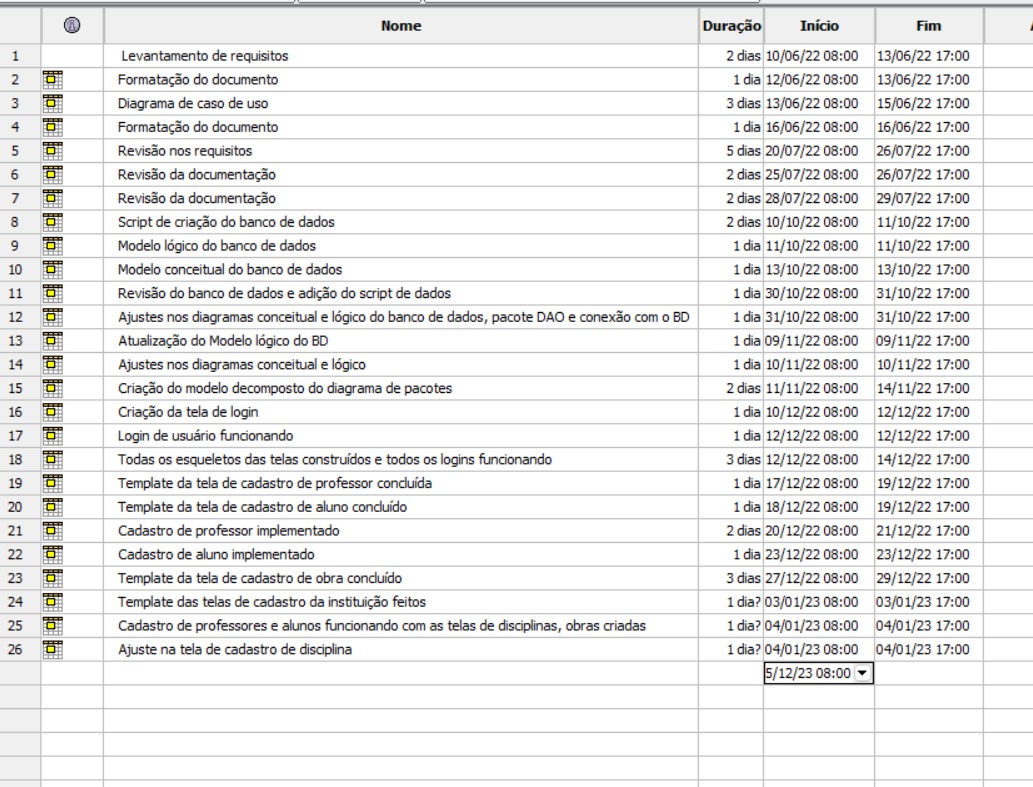 Nome Duração Início Fim
1 Levantamento de requisitos 2 dias 10/06/22 08:00 13/06/22 17:00
2 Formatação do documento 1 dia 12/06/22 08:00 13/06/22 17:00
3 Diagrama de caso de uso 3 dias 13/06/22 08:00 15/06/22 17:00
4 Formatação do documento 1 dia 16/06/22 08:00 16/06/22 17:00
5 Revisão nos requisitos 5 dias 20/07/22 08:00 26/07/22 17:00
6 Revisão da documentação 2 dias 25/07/22 08:00 26/07/22 17:00
7 Revisão da documentação 2 dias 28/07/22 08:00 29/07/22 17:00
8 Script de criação do banco de dados 2 dias 10/10/22 08:00 11/10/22 17:00
9 Modelo lógico do banco de dados 1 dia 11/10/22 08:00 11/10/22 17:00
10 Modelo conceitual do banco de dados 1 dia 13/10/22 08:00 13/10/22 17:00
11 Revisão do banco de dados e adição do script de dados 1 dia 30/10/22 08:00 31/10/22 17:00
12 Ajustes nos diagramas conceitual e lógico do banco de dados, pacote DAO e conexão com o BD 1 dia 31/10/22 08:00 31/10/22 17:00
13 Atualização do Modelo lógico do BD 1 dia 09/11/22 08:00 09/11/22 17:00
14 Ajustes nos diagramas conceitual e lógico 1 dia 10/11/22 08:00 10/11/22 17:00
15 Criação do modelo decomposto do diagrama de pacotes 2 dias 11/11/22 08:00 14/11/22 17:00
16 Criação da tela de login 1 dia 10/12/22 08:00 12/12/22 17:00
17 Login de usuário funcionando 1 dia 12/12/22 08:00 12/12/22 17:00
18 Todas os esqueletos das telas construídos e todos os logins funcionando 3 dias 12/12/22 08:00 14/12/22 17:00
19 Template da tela de cadastro de professor concluída 1 dia 17/12/22 08:00 19/12/22 17:00
20 Template da tela de cadastro de aluno concluído 1 dia 18/12/22 08:00 19/12/22 17:00
21 Cadastro de professor implementado 2 dias 20/12/22 08:00 21/12/22 17:00
22 Cadastro de aluno implementado 1 dia 23/12/22 08:00 23/12/22 17:00
23 Template da tela de cadastro de obra concluído 3 dias 27/12/22 08:00 29/12/22 17:00
24 Template das telas de cadastro da instituição feitos 1 dia? 03/01/23 08:00 03/01/23 17:00
25 Cadastro de professores e alunos funcionando com as telas de disciplinas, obras criadas 1 dia? 04/01/23 08:00 04/01/23 17:00
26 Ajuste na tela de cadastro de disciplina 1 dia? 04/01/23 08:00 04/01/23 17:00
5/12/23 08:00